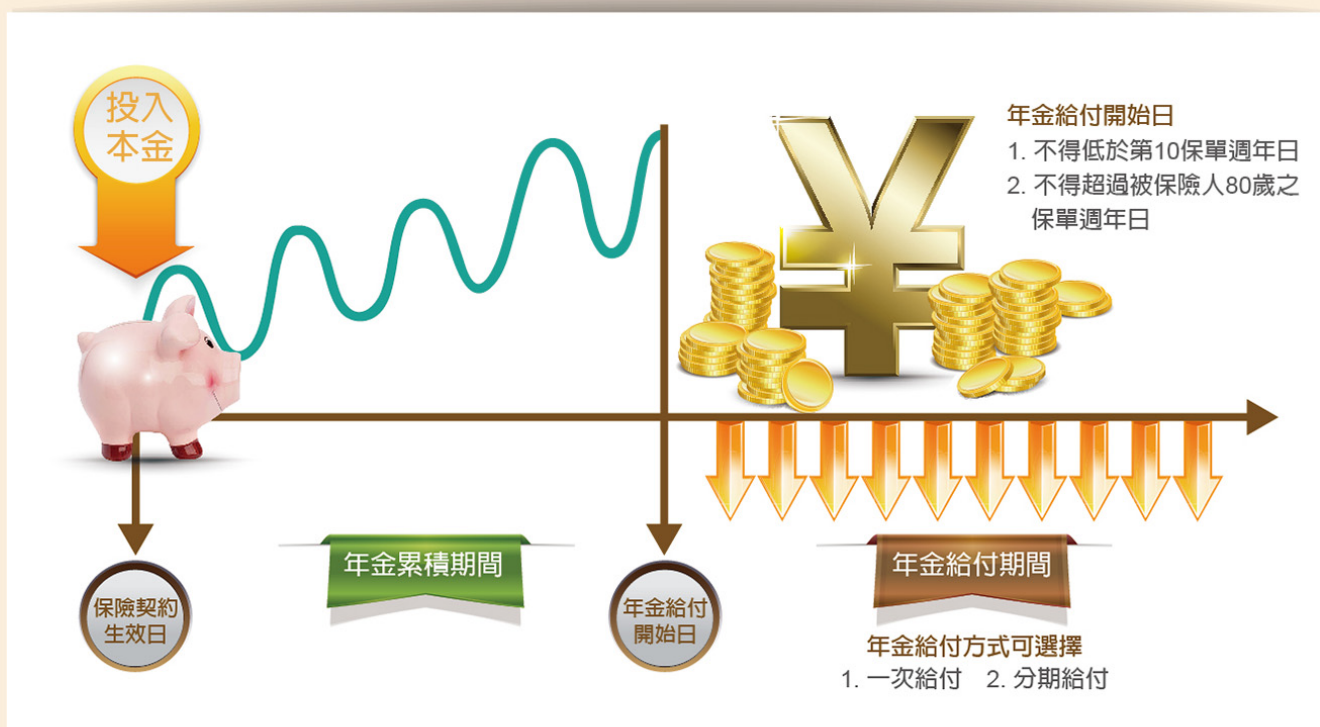 投入
本金
年金給付開始日
1. 不得低於第10保單週年日
2. 不得超過被保險人80歲之
保單週年日
年金累積期間
年金給付期間
保險契約
生效日
年金給付
開始日
年金給付方式可選擇
1. 一次給付 2. 分期給付